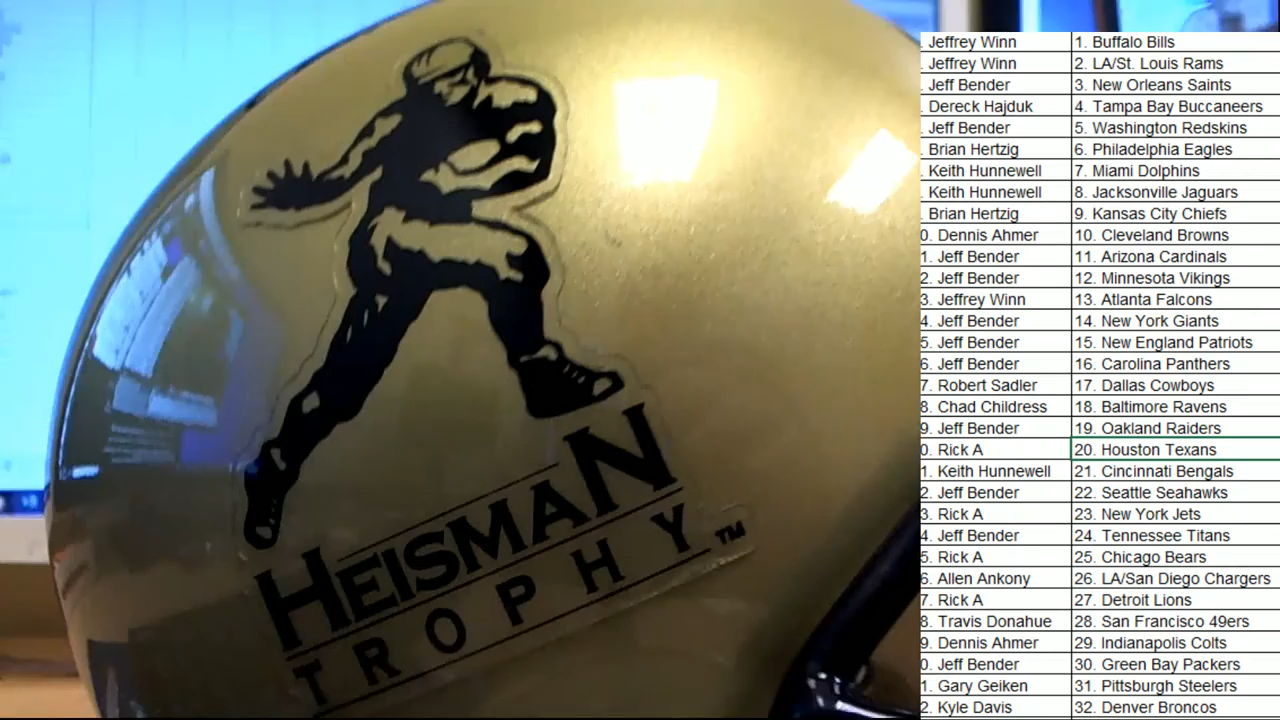 HEISMAN
TROPHY™
. Jeffrey Winn 1. Buffalo Bills
. Jeffrey Winn 2. LA/St. Louis Rams
. Jeff Bender 3. New Orleans Saints
. Dereck Hajduk 4. Tampa Bay Buccaneers
. Jeff Bender 5. Washington Redskins
. Brian Hertzig 6. Philadelphia Eagles
. Keith Hunnewell 7. Miami Dolphins
. Keith Hunnewell 8. Jacksonville Jaguars
. Brian Hertzig 9. Kansas City Chiefs
0. Dennis Ahmer 10. Cleveland Browns
1. Jeff Bender 11. Arizona Cardinals
2. Jeff Bender 12. Minnesota Vikings
3. Jeffrey Winn 13. Atlanta Falcons
4. Jeff Bender 14. New York Giants
5. Jeff Bender 15. New England Patriots
6. Jeff Bender 16. Carolina Panthers
7. Robert Sadler 17. Dallas Cowboys
8. Chad Childress 18. Baltimore Ravens
9. Jeff Bender 19. Oakland Raiders
0. Rick A 20. Houston Texans
1. Keith Hunnewell 21. Cincinnati Bengals
2. Jeff Bender 22. Seattle Seahawks
3. Rick A 23. New York Jets
4. Jeff Bender 24. Tennessee Titans
5. Rick A 25. Chicago Bears
6. Allen Ankony 26. LA/San Diego Chargers
7. Rick A 27. Detroit Lions
8. Travis Donahue 28. San Francisco 49ers
9. Dennis Ahmer 29. Indianapolis Colts
0. Jeff Bender 30. Green Bay Packers
1. Gary Geiken 31. Pittsburgh Steelers
2. Kyle Davis 32. Denver Broncos